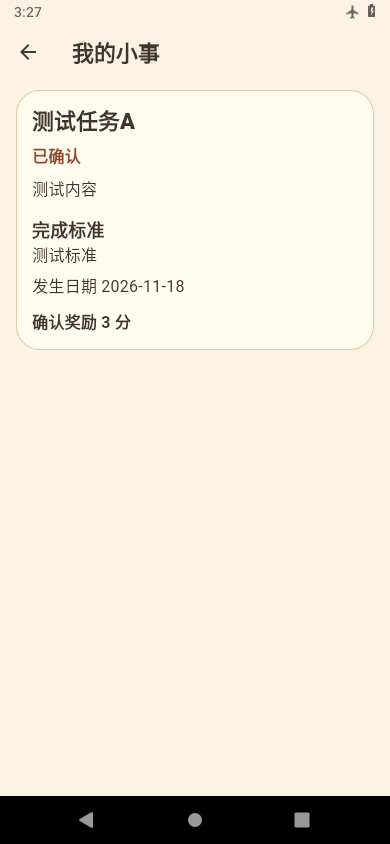 3:27
我的小事
测试任务A
已确认
测试内容
完成标准
测试标准
发生日期 2026-11-18
确认奖励 3 分